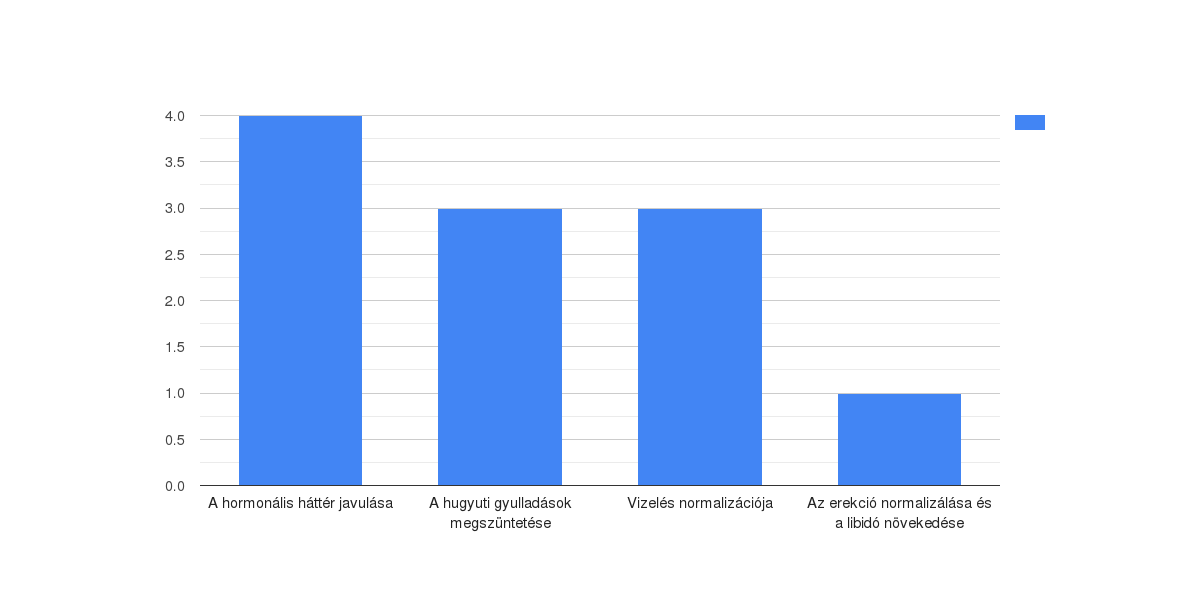 4.0
3.5
3.0
2.5
2.0
1.5
1.0
0.5
0.0
A hormonális háttér javulása
A hugyuti gyulladások
megszüntetése
Vizelés normalizációja
Az erekció normalizálása és
a libidó növekedése